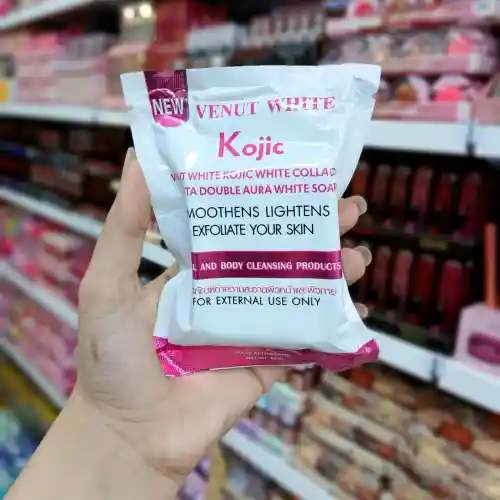 NEW
VENUT WHITE
Kojic
WHITE KOJIC WHITE COLLA
TA DOUBLE AURA WHITE SOAP
MOOTHENS LIGHTENS
EXFOLIATE YOUR SKIN
AND BODY CLEANSING PRODUCTS
FOR EXTERNAL USE ONLY